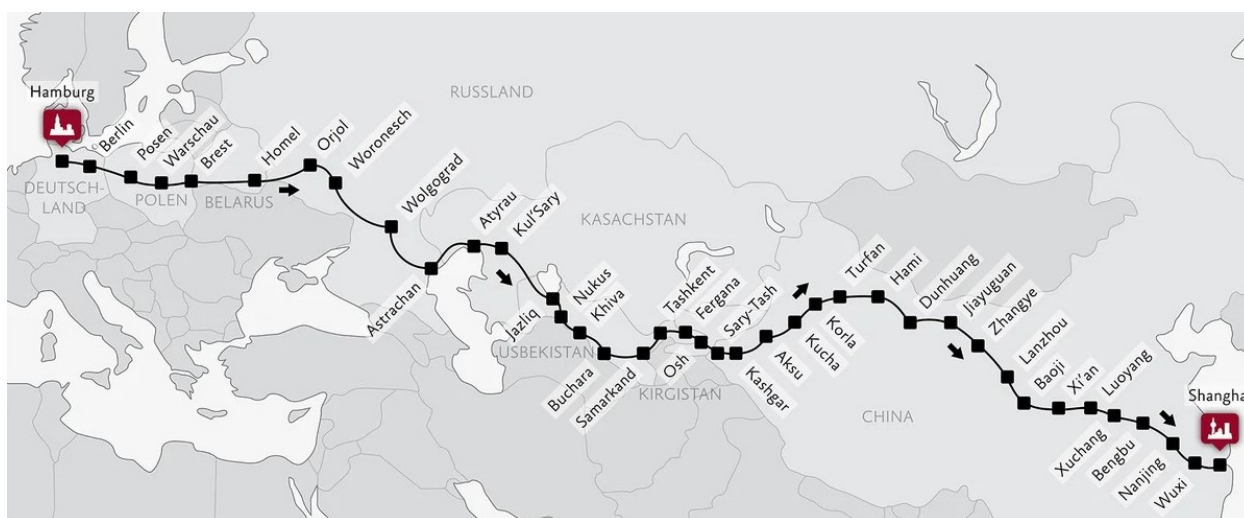 Hamburg
Berlin
Posen
Warschau
Brest
Homel
Orjol
Woronesch
Wolgograd
Astrachan
Atyrau
Kul'Sary
Jazliq
Nukus
Khiva
Buchara
Samarkand
Tashkent
Fergana
Osh
Sary-Tash
Kashgar
Aksu
Kucha
Korla
Turfan
Hami
Dunhuang
Jiayuguan
Zhangye
Lanzhou
Baoji
Xi'an
Luoyang
Xuchang
Bengbu
Nanjing
Wuxi
Shangha
DEUTSCH-
LAND
POLEN
BELARUS
RUSSLAND
KASACHSTAN
USBEKISTAN
KIRGISTAN
CHINA